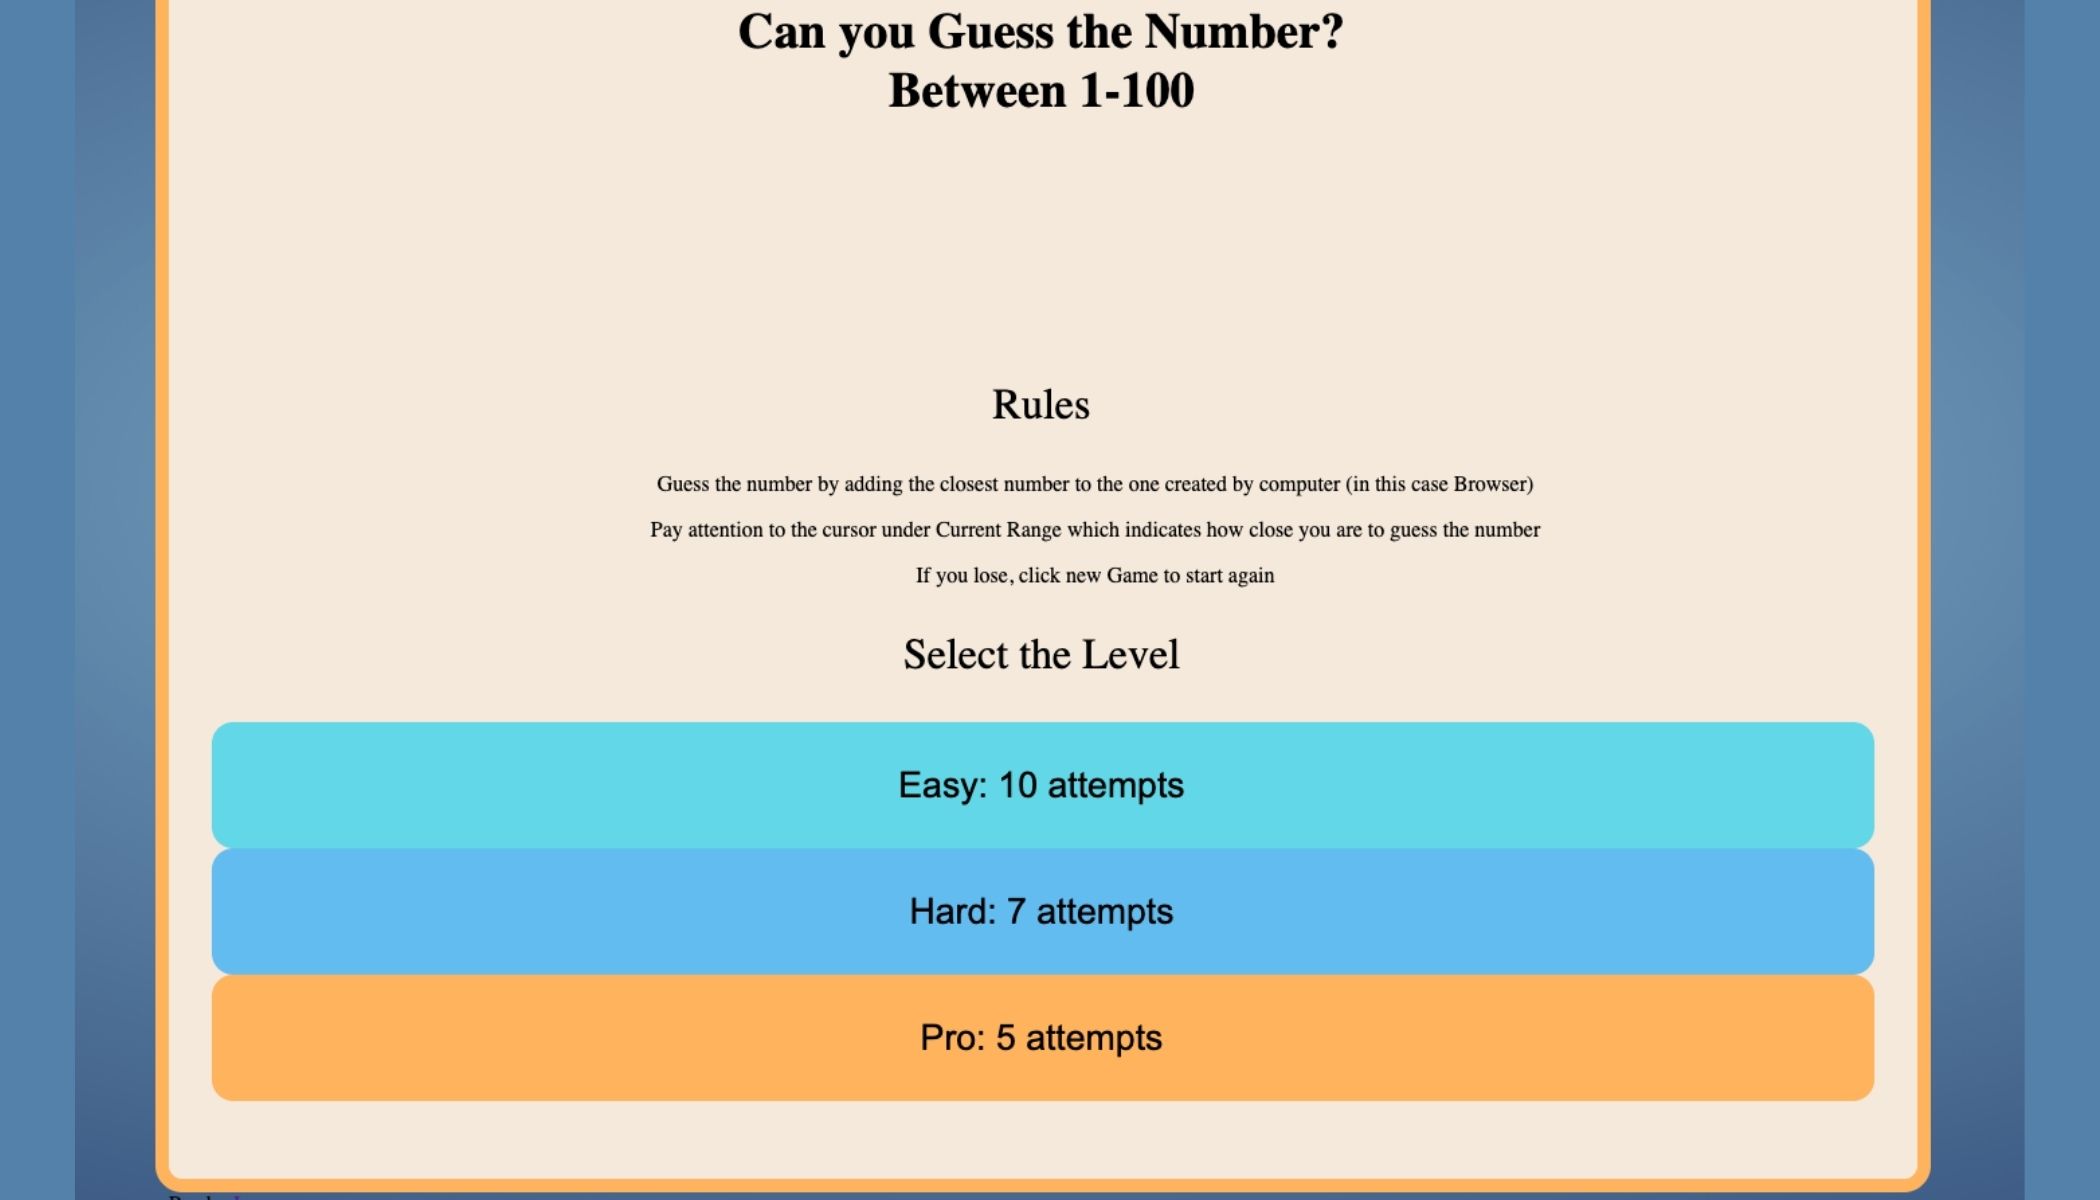 Can you Guess the Number?
Between 1-100
Rules
Guess the number by adding the closest number to the one created by computer (in this case Browser)
Pay attention to the cursor under Current Range which indicates how close you are to guess the number
If you lose, click new Game to start again
Select the Level
Easy: 10 attempts
Hard: 7 attempts
Pro: 5 attempts